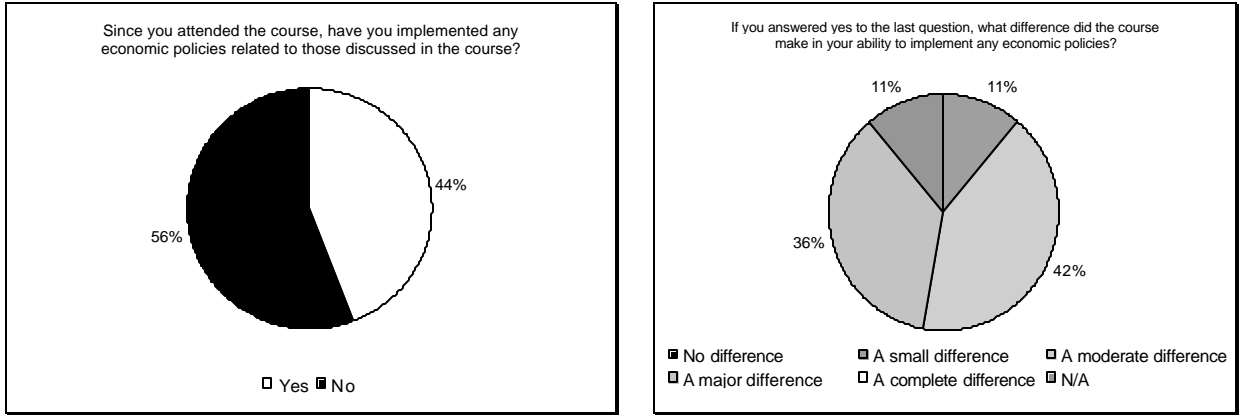 Since you attended the course, have you implemented any
economic policies related to those discussed in the course?
44%
56%
Yes No
If you answered yes to the last question, what difference did the course
make in your ability to implement any economic policies?
11% 11%
36%
42%
No difference A small difference A moderate difference
A major difference A complete difference N/A